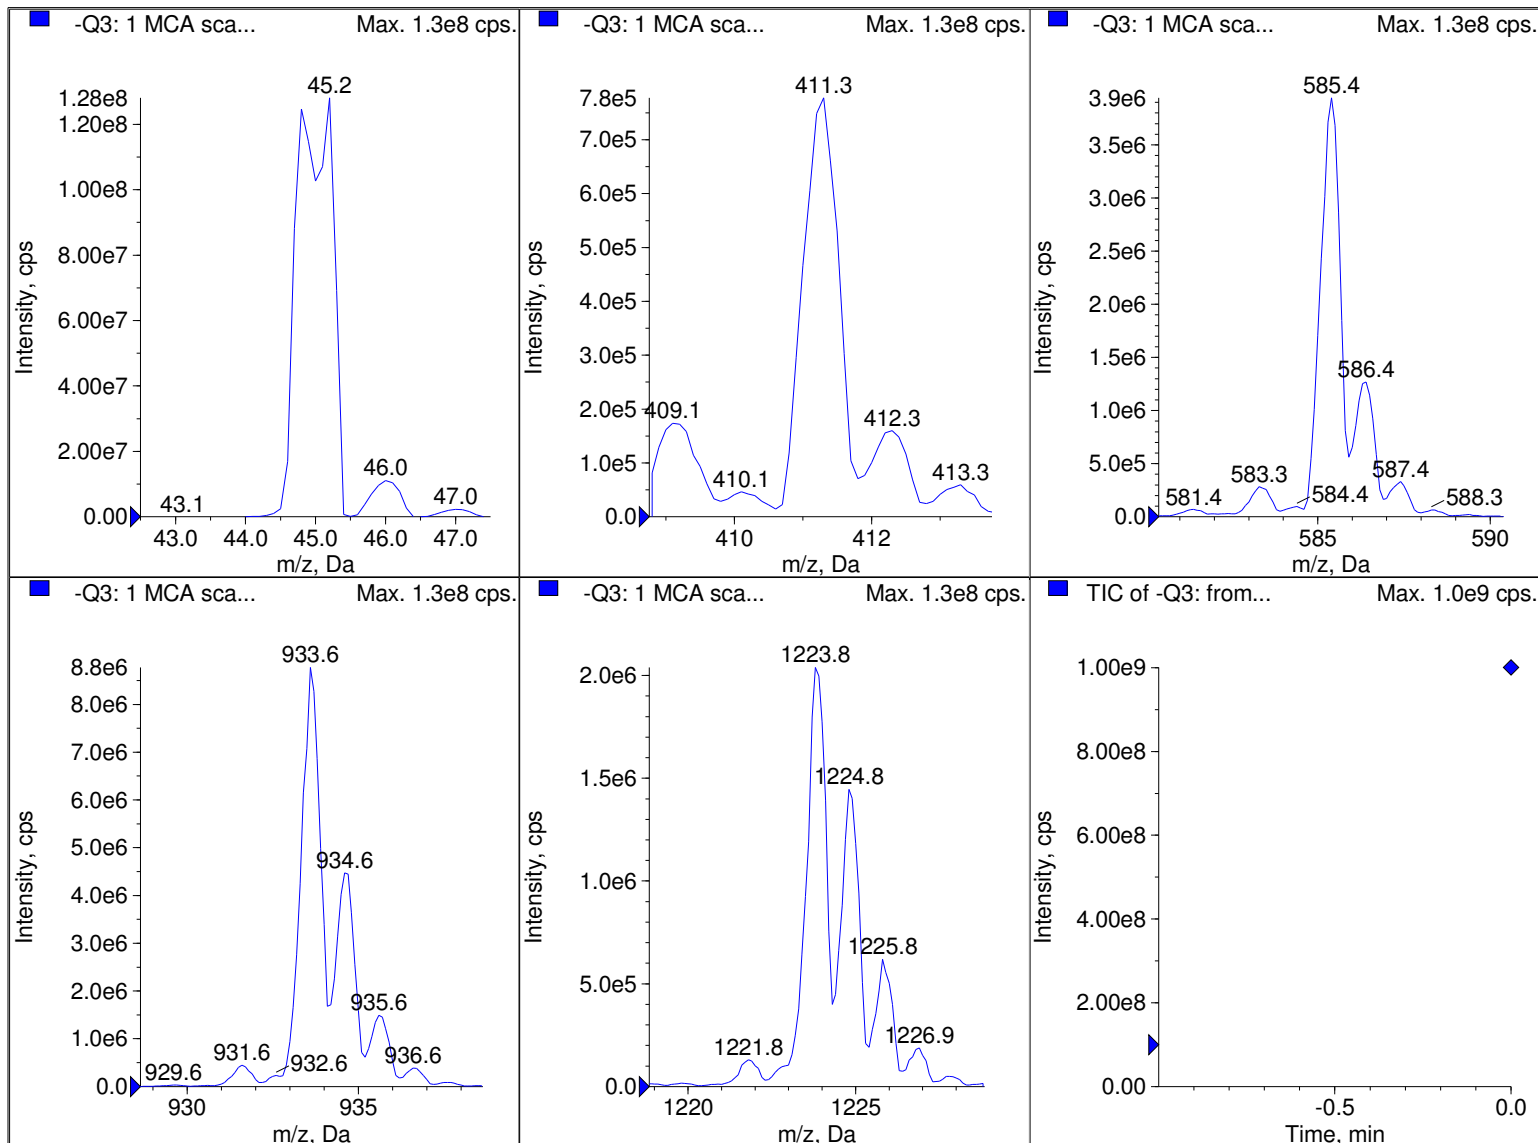 -Q3: 1 MCA sca... Max. 1.3e8 cps.
45.2
1.28e8
1.20e8
1.00e8
8.00e7
6.00e7
4.00e7
2.00e7
0.00
46.0
47.0
43.1
43.0 44.0 45.0 46.0 47.0
m/z, Da
Intensity, cps
-Q3: 1 MCA sca... Max. 1.3e8 cps.
411.3
7.8e5
7.0e5
6.0e5
5.0e5
4.0e5
3.0e5
2.0e5
1.0e5
0.0
409.1
412.3
410.1
413.3
410 412
m/z, Da
Intensity, cps
-Q3: 1 MCA sca... Max. 1.3e8 cps.
585.4
3.9e6
3.5e6
3.0e6
2.5e6
2.0e6
1.5e6
1.0e6
5.0e5
0.0
586.4
583.3
587.4
581.4
584.4
588.3
585 590
m/z, Da
Intensity, cps
-Q3: 1 MCA sca... Max. 1.3e8 cps.
933.6
8.8e6
8.0e6
7.0e6
6.0e6
5.0e6
4.0e6
3.0e6
2.0e6
1.0e6
0.0
934.6
935.6
931.6
932.6
936.6
929.6
930 935
m/z, Da
Intensity, cps
-Q3: 1 MCA sca... Max. 1.3e8 cps.
1223.8
2.0e6
1.5e6
1.0e6
5.0e5
0.0
1224.8
1225.8
1226.9
1221.8
1220 1225
m/z, Da
Intensity, cps
TIC of -Q3: from... Max. 1.0e9 cps.
1.00e9
8.00e8
6.00e8
4.00e8
2.00e8
0.00
-0.5 0.0
Time, min
Intensity, cps